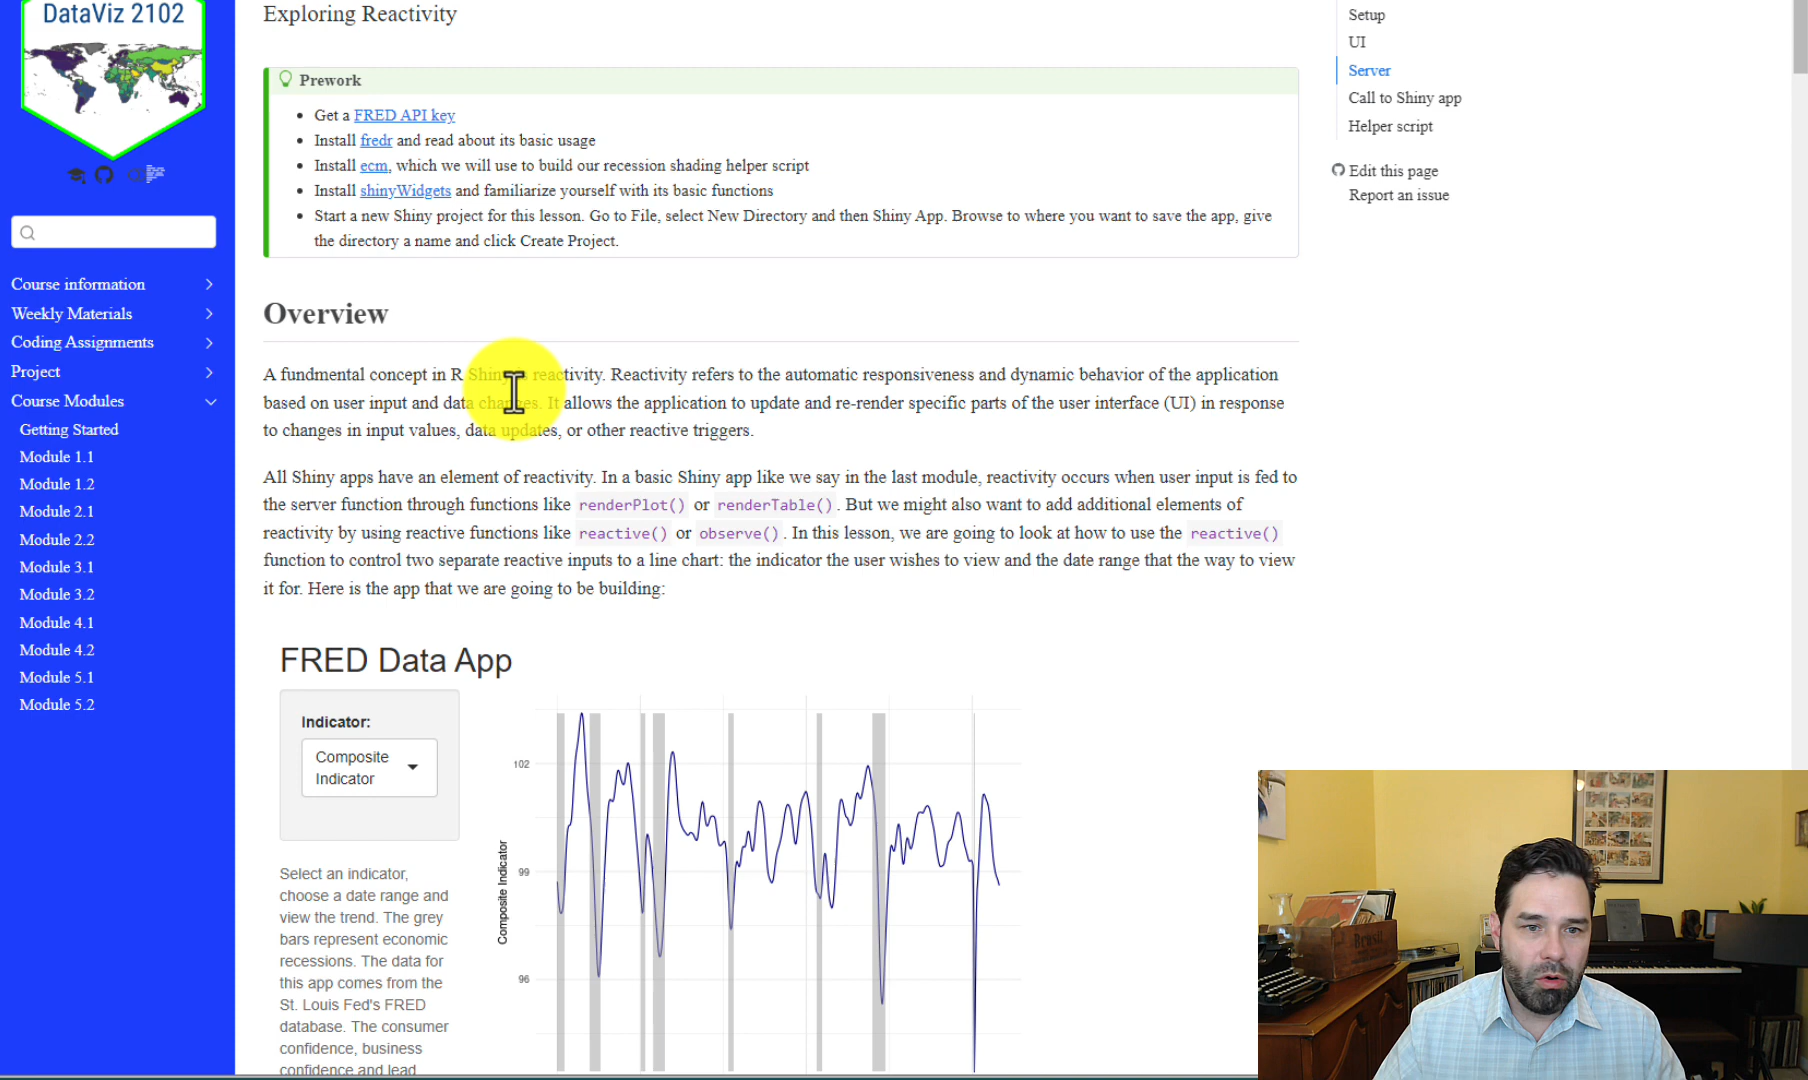 DataViz 2102
Course information
Weekly Materials
Coding Assignments
Project
Course Modules
Getting Started
Module 1.1
Module 1.2
Module 2.1
Module 2.2
Module 3.1
Module 3.2
Module 4.1
Module 4.2
Module 5.1
Module 5.2
Exploring Reactivity
Prework
Get a FRED API key
Install fredr and read about its basic usage
Install ecm, which we will use to build our recession shading helper script
Install shinyWidgets and familiarize yourself with its basic functions
Start a new Shiny project for this lesson. Go to File, select New Directory and then Shiny App. Browse to where you want to save the app, give
the directory a name and click Create Project.
Overview
A fundmental concept in R Shiny is reactivity. Reactivity refers to the automatic responsiveness and dynamic behavior of the application
based on user input and data changes. It allows the application to update and re-render specific parts of the user interface (UI) in response
to changes in input values, data updates, or other reactive triggers.
All Shiny apps have an element of reactivity. In a basic Shiny app like we say in the last module, reactivity occurs when user input is fed to
the server function through functions like renderPlot() or renderTable(). But we might also want to add additional elements of
reactivity by using reactive functions like reactive() or observe(). In this lesson, we are going to look at how to use the reactive()
function to control two separate reactive inputs to a line chart: the indicator the user wishes to view and the date range that the way to view
it for. Here is the app that we are going to be building:
FRED Data App
Indicator:
Composite
Indicator
Select an indicator,
choose a date range and
view the trend. The grey
bars represent economic
recessions. The data for
this app comes from the
St. Louis Fed's FRED
database. The consumer
confidence, business
confidence and lead
Composite Indicator
102
99
96
Setup
UI
Server
Call to Shiny app
Helper script
Edit this page
Report an issue